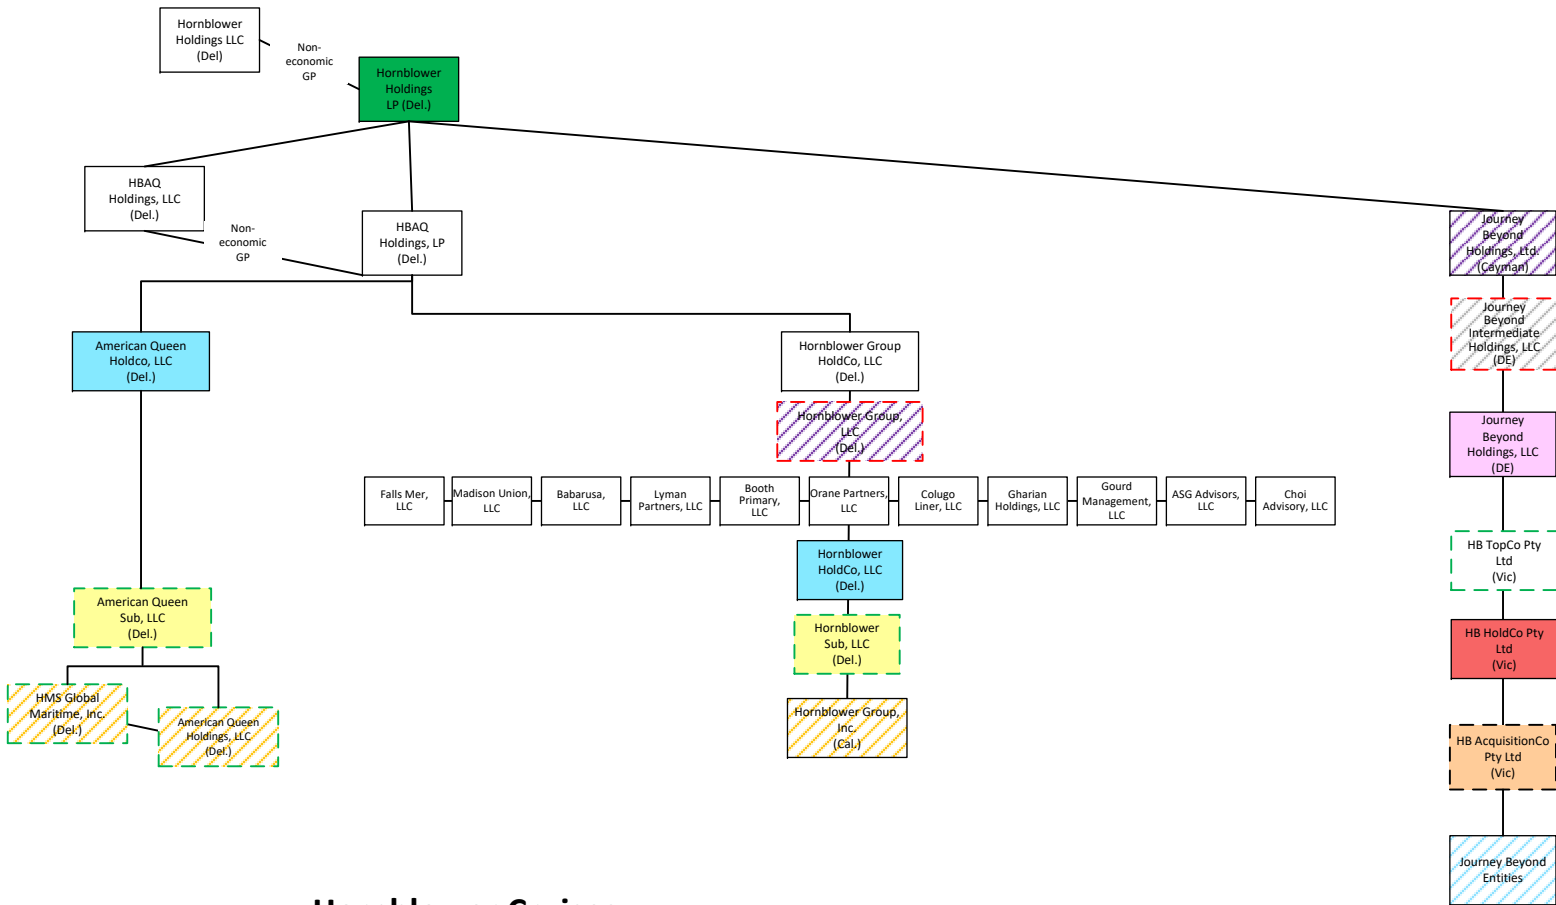 Hornblower
Holdings LLC
(Del)
Non-
economic
GP
Hornblower
Holdings
LP (Del.)
HBAQ
Holdings, LLC
(Del.)
Non-
economic
GP
HBAQ
Holdings, LP
(Del.)
Journey
Beyond
Holdings, Ltd.
(Cayman)
Journey
Beyond
Intermediate
Holdings, LLC
(DE)
American Queen
Holdco, LLC
(Del.)
Hornblower Group
HoldCo, LLC
(Del.)
Hornblower Group,
LLC
(Del.)
Journey
Beyond
Holdings, LLC
(DE)
Falls Mer,
LLC
Madison Union,
LLC
Babarusa,
LLC
Lyman
Partners, LLC
Booth
Primary,
LLC
Orane Partners,
LLC
Colugo
Liner, LLC
Gharian
Holdings, LLC
Gourd
Management,
LLC
ASG Advisors,
LLC
Choi
Advisory, LLC
Hornblower
HoldCo, LLC
(Del.)
HB TopCo Pty
Ltd
(Vic)
American Queen
Sub, LLC
(Del.)
Hornblower
Sub, LLC
(Del.)
HB HoldCo Pty
Ltd
(Vic)
HMS Global
Maritime, Inc.
(Del.)
American Queen
Holdings, LLC
(Del.)
Hornblower Group,
Inc.
(Cal.)
HB AcquisitionCo
Pty Ltd
(Vic)
Journey Beyond
Entities